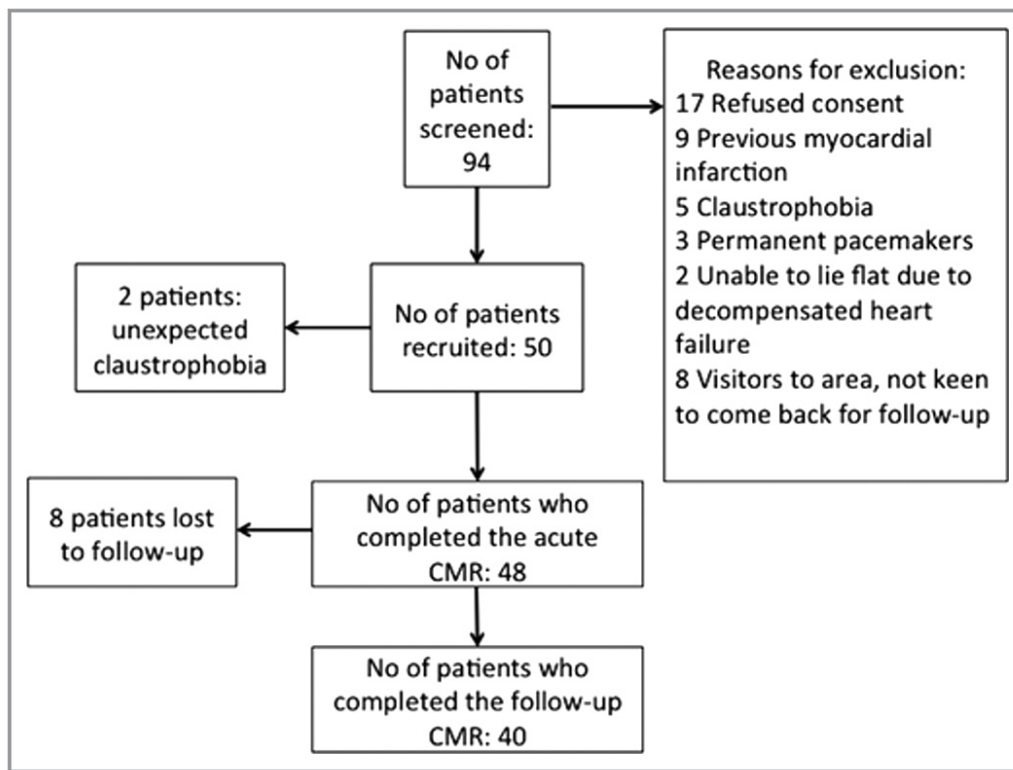 No of
patients
screened:
94
Reasons for exclusion:
17 Refused consent
9 Previous myocardial
infarction
5 Claustrophobia
3 Permanent pacemakers
2 Unable to lie flat due to
decompensated heart
failure
8 Visitors to area, not keen
to come back for follow-up
2 patients:
unexpected
claustrophobia
No of patients
recruited: 50
8 patients lost
to follow-up
No of patients who
completed the acute
CMR: 48
No of patients who
completed the follow-up
CMR: 40